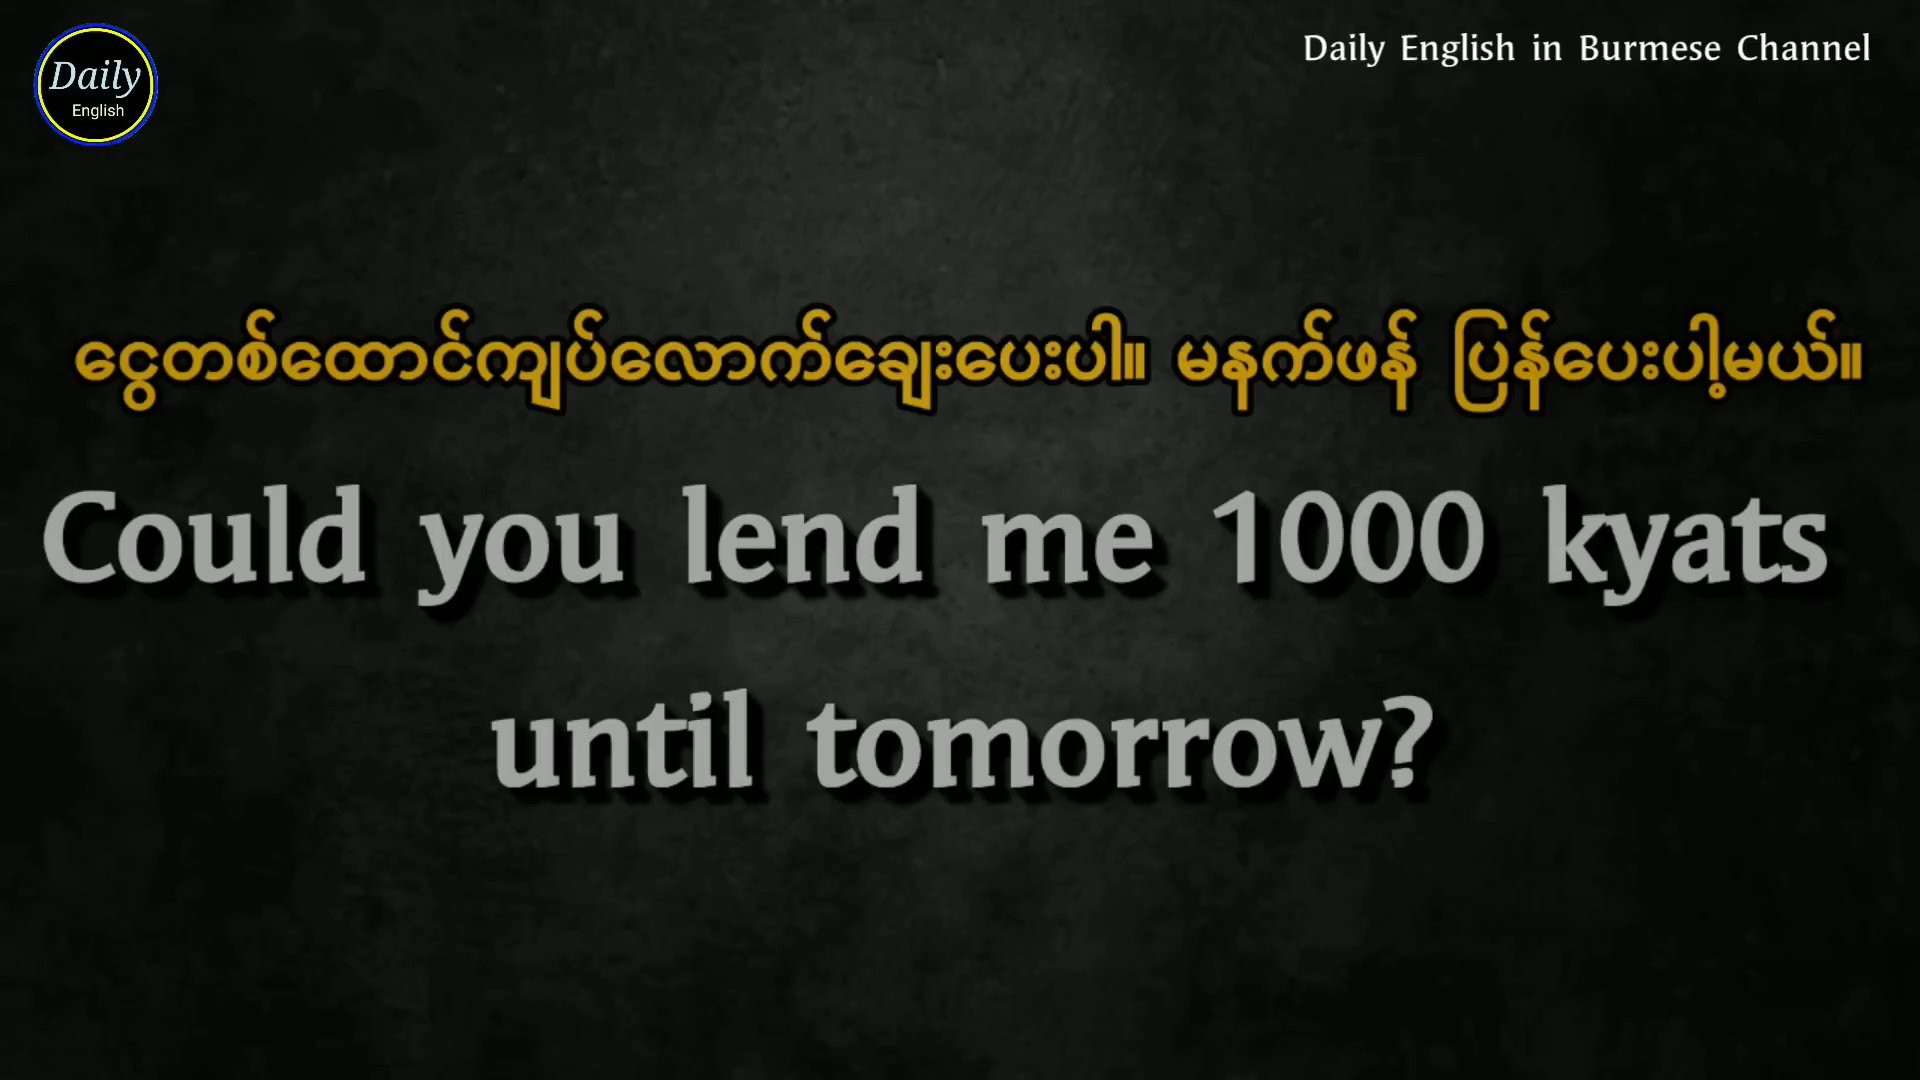 Daily
English
Daily English in Burmese Channel
ငွေတစ်ထောင်ကျပ်လောက်ချေးပေးပါ။ မနက်ဖန် ပြန်ပေးပါ့မယ်။
Could you lend me 1000 kyats
until tomorrow?